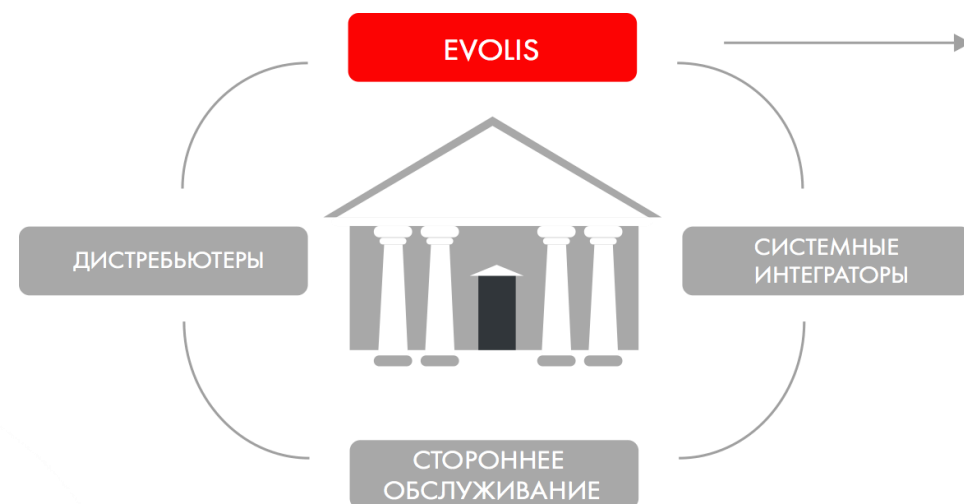 EVOLIS
ДИСТРЕБЬЮТЕРЫ
СИСТЕМНЫЕ
ИНТЕГРАТОРЫ
СТОРОННЕЕ
ОБСЛУЖИВАНИЕ